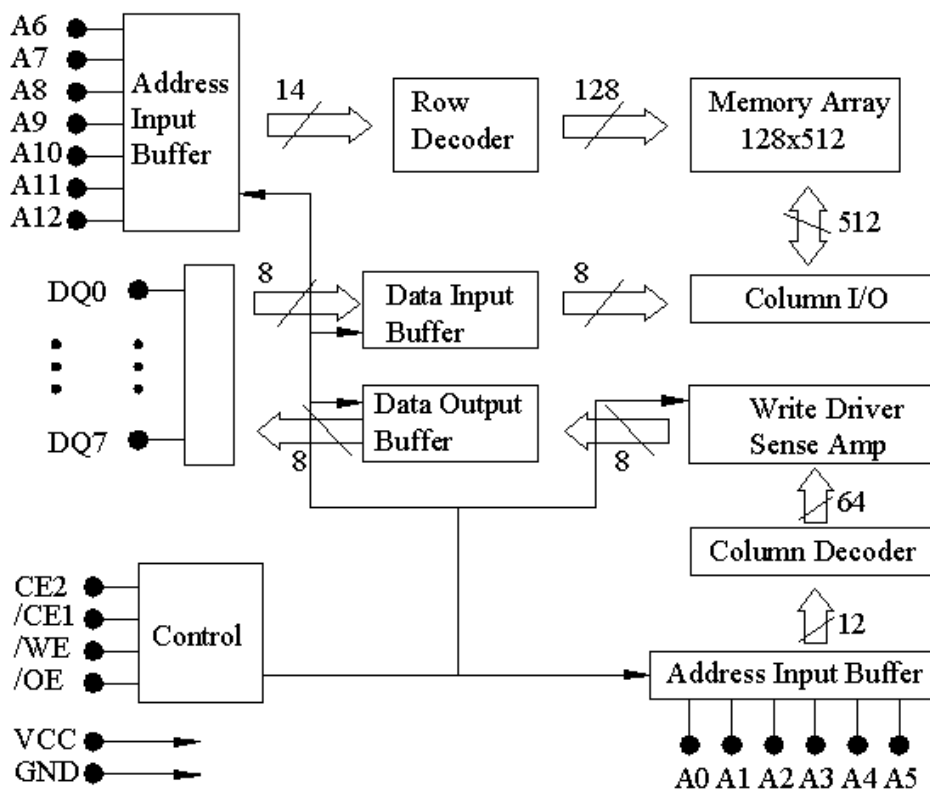 A6
A7
A8
A9
A10
A11
A12
Address
Input
Buffer
14
Row
Decoder
128
Memory Array
128x512
512
DQ0
DQ7
8
Data Input
Buffer
8
Column I/O
8
Data Output
Buffer
8
Write Driver
Sense Amp
64
Column Decoder
12
Address Input Buffer
A0 A1 A2 A3 A4 A5
CE2
/CE1
/WE
/OE
Control
VCC
GND